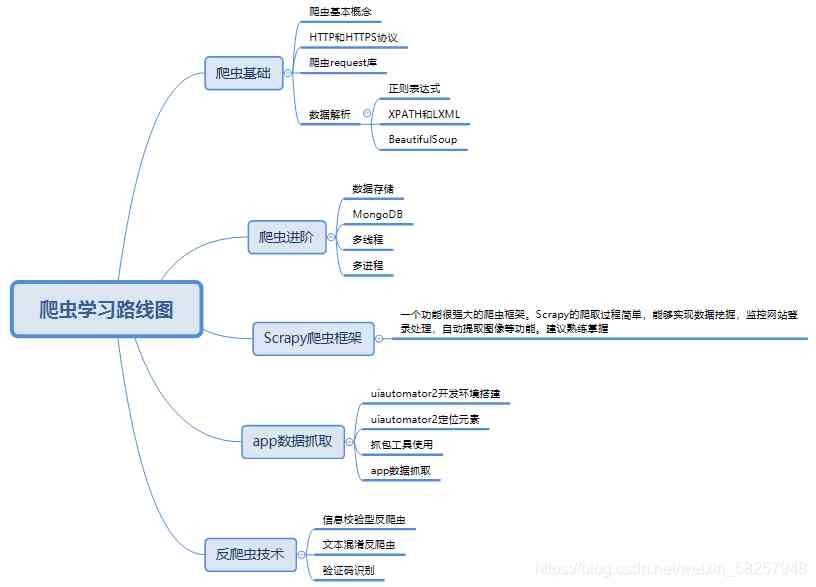 爬虫学习路线图
爬虫基础
爬虫基本概念
HTTP和HTTPS协议
爬虫request库
数据解析
正则表达式
XPATH和LXML
BeautifulSoup
爬虫进阶
数据存储
MongoDB
多线程
多进程
Scrapy爬虫框架
一个功能很强大的爬虫框架。Scrapy的爬取过程简单，能够实现数据挖掘，监控网站登
录处理，自动提取图像等功能。建议熟练掌握
app数据抓取
uiautomator2开发环境搭建
uiautomator2定位元素
抓包工具使用
app数据抓取
反爬虫技术
信息校验型反爬虫
文本混淆反爬虫
验证码识别
https://blog.csdn.net/weixin_58257948